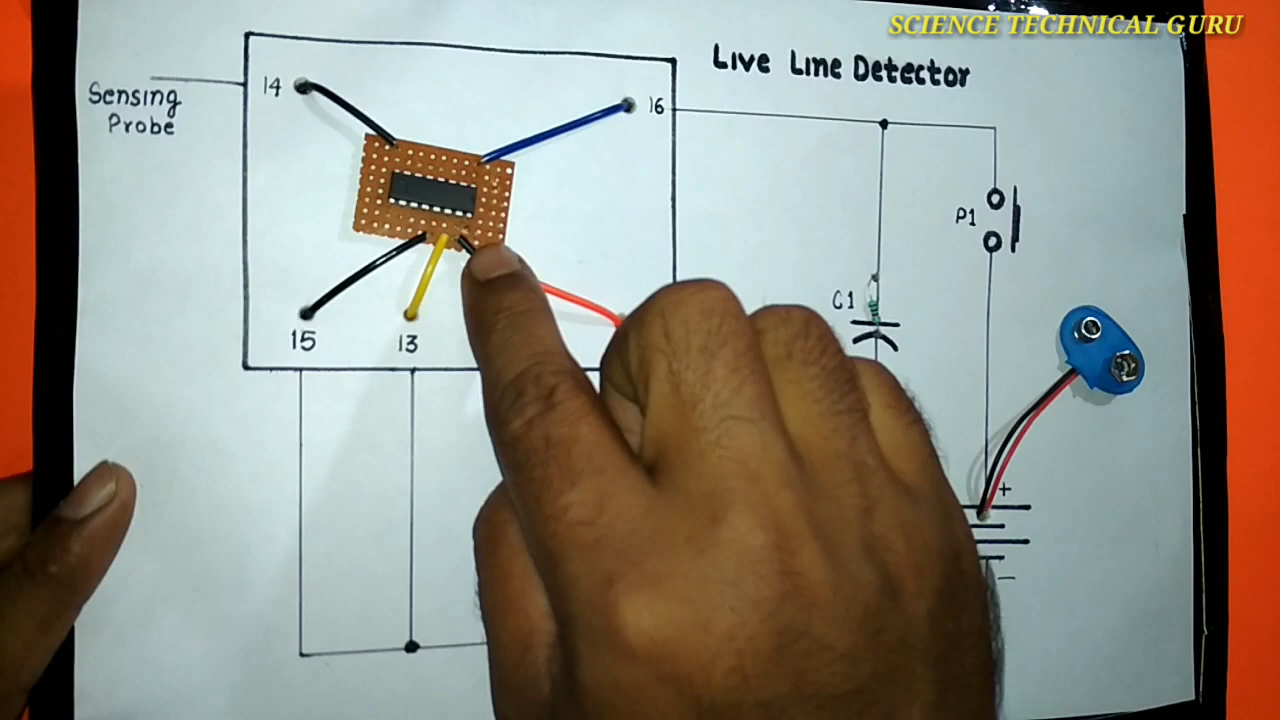 SCIENCE TECHNICAL GURU
Live Line Detector
Sensing
Probe
14
16
P1
C1
15
13
+
−